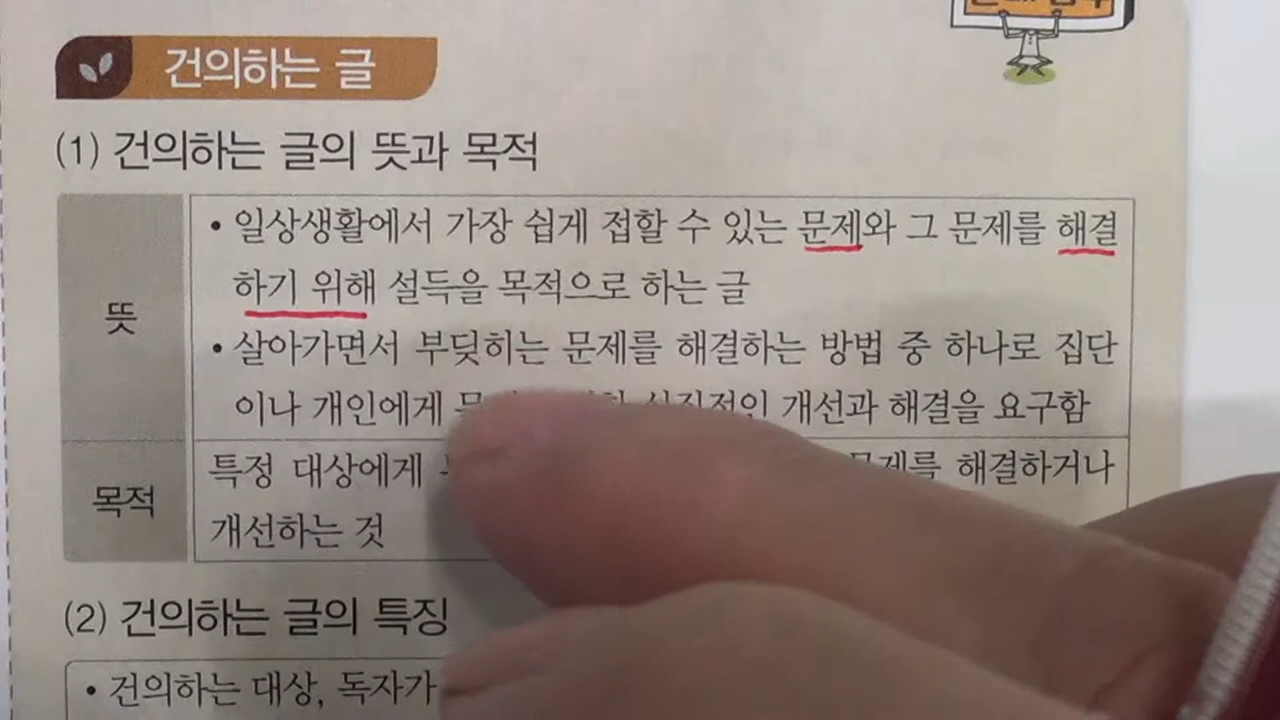 건의하는 글
(1) 건의하는 글의 뜻과 목적
뜻
• 일상생활에서 가장 쉽게 접할 수 있는 문제와 그 문제를 해결
하기 위해 설득을 목적으로 하는 글
• 살아가면서 부딪히는 문제를 해결하는 방법 중 하나로 집단
이나 개인에게 개선과 해결을 요구함
목적
특정 대상에게 문제를 해결하거나
개선하는 것
(2) 건의하는 글의 특징
• 건의하는 대상, 독자가